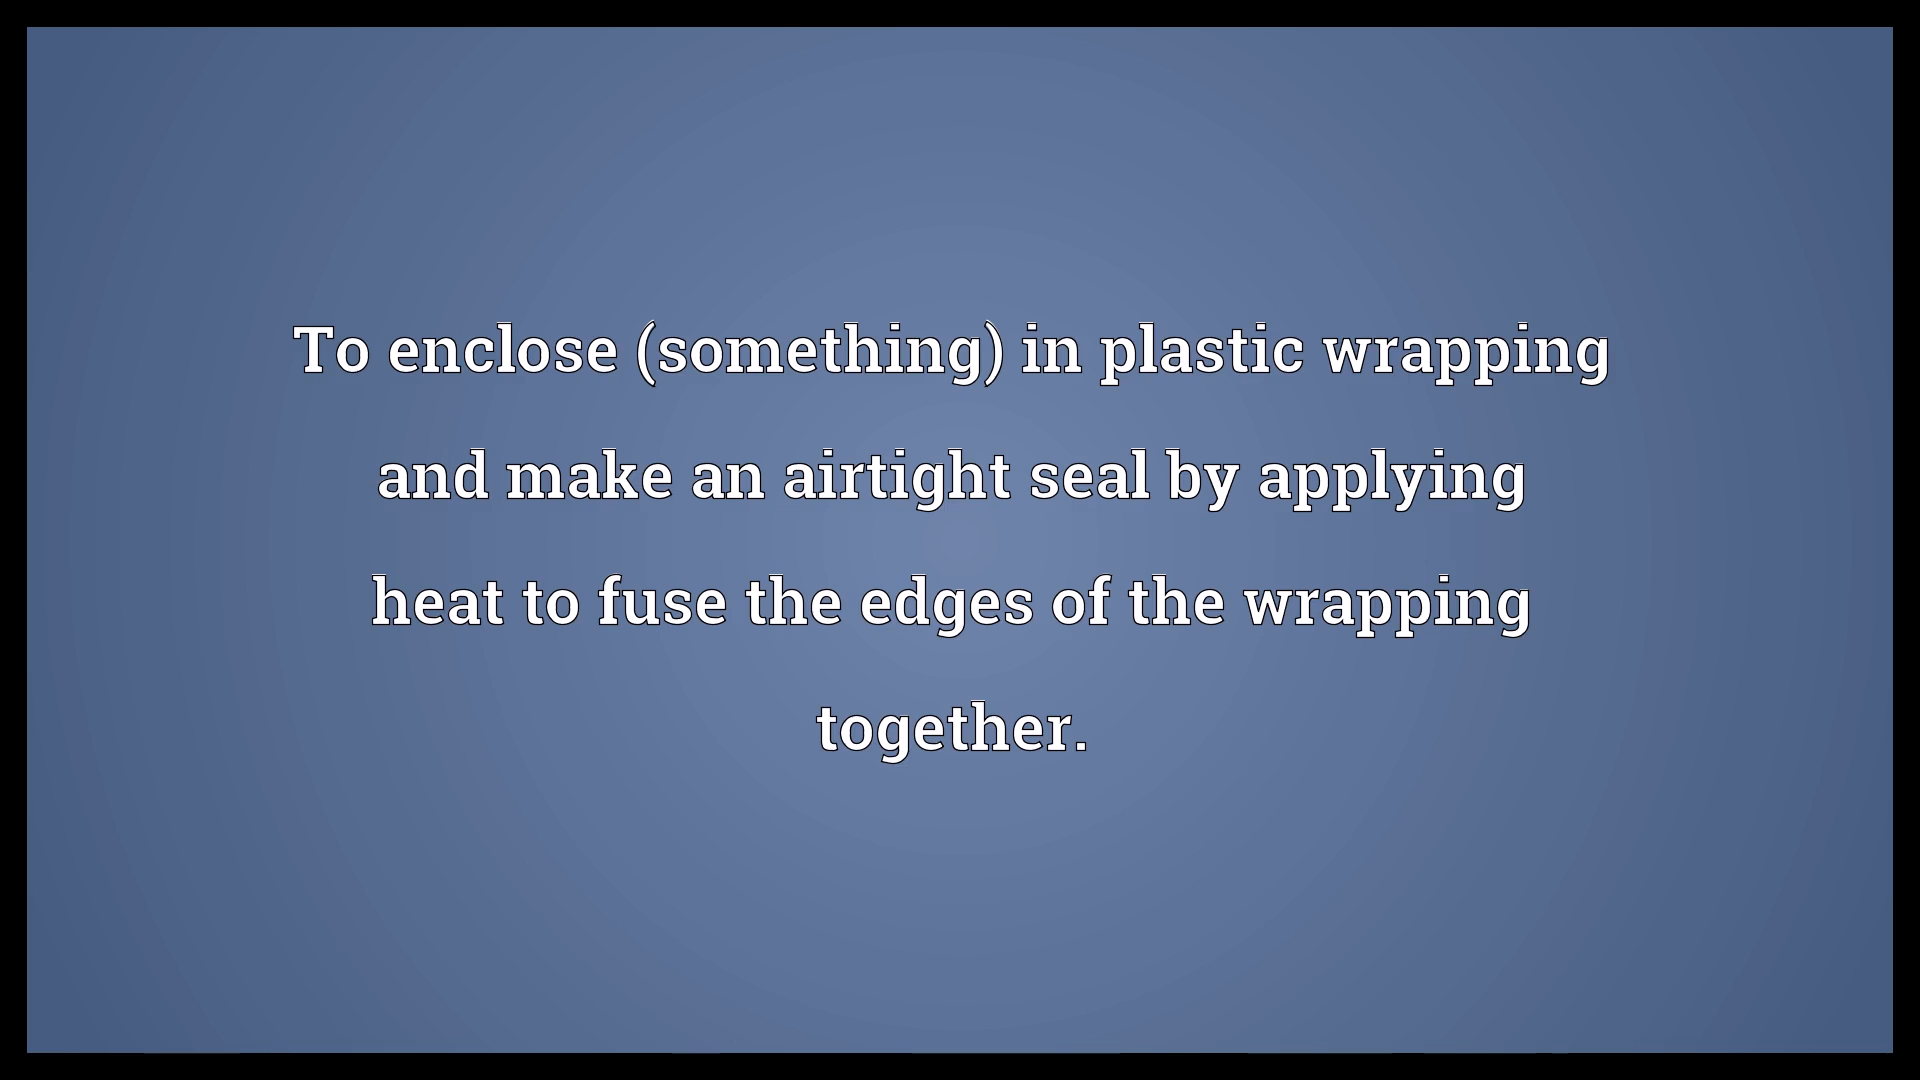 To enclose (something) in plastic wrapping
and make an airtight seal by applying
heat to fuse the edges of the wrapping
together.